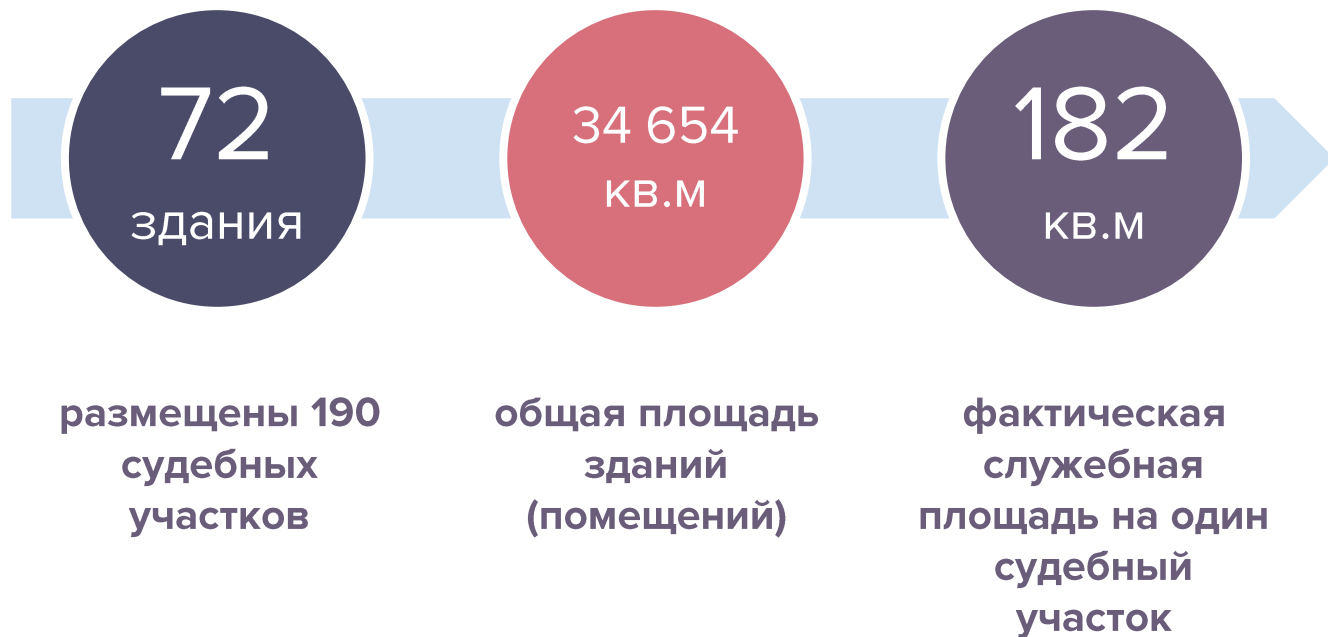 72
здания
34 654
кв.м
182
кв.м
размещены 190
судебных
участков
общая площадь
зданий
(помещений)
фактическая
служебная
площадь на один
судебный
участок